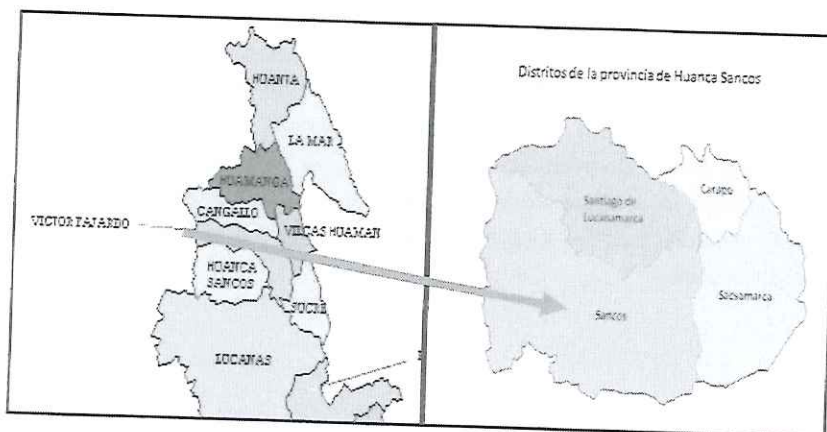 HUANTA
LA MAR
HUAMANGA
CANGALLO
VICTOR FAJARDO
VILCAS HUAMAN
HUANCA
SANCOS
SUCRE
LUCANAS
Distritos de la provincia de Huanca Sancos
Carapo
Santiago de
Lucanamarca
Sacsamarca
Sancos